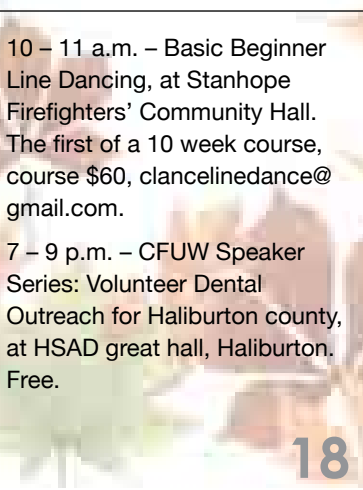 10 – 11 a.m. – Basic Beginner
Line Dancing, at Stanhope
Firefighters’ Community Hall.
The first of a 10 week course,
course $60, clancelinedance@
gmail.com.
7 – 9 p.m. – CFUW Speaker
Series: Volunteer Dental
Outreach for Haliburton county,
at HSAD great hall, Haliburton.
Free.
18